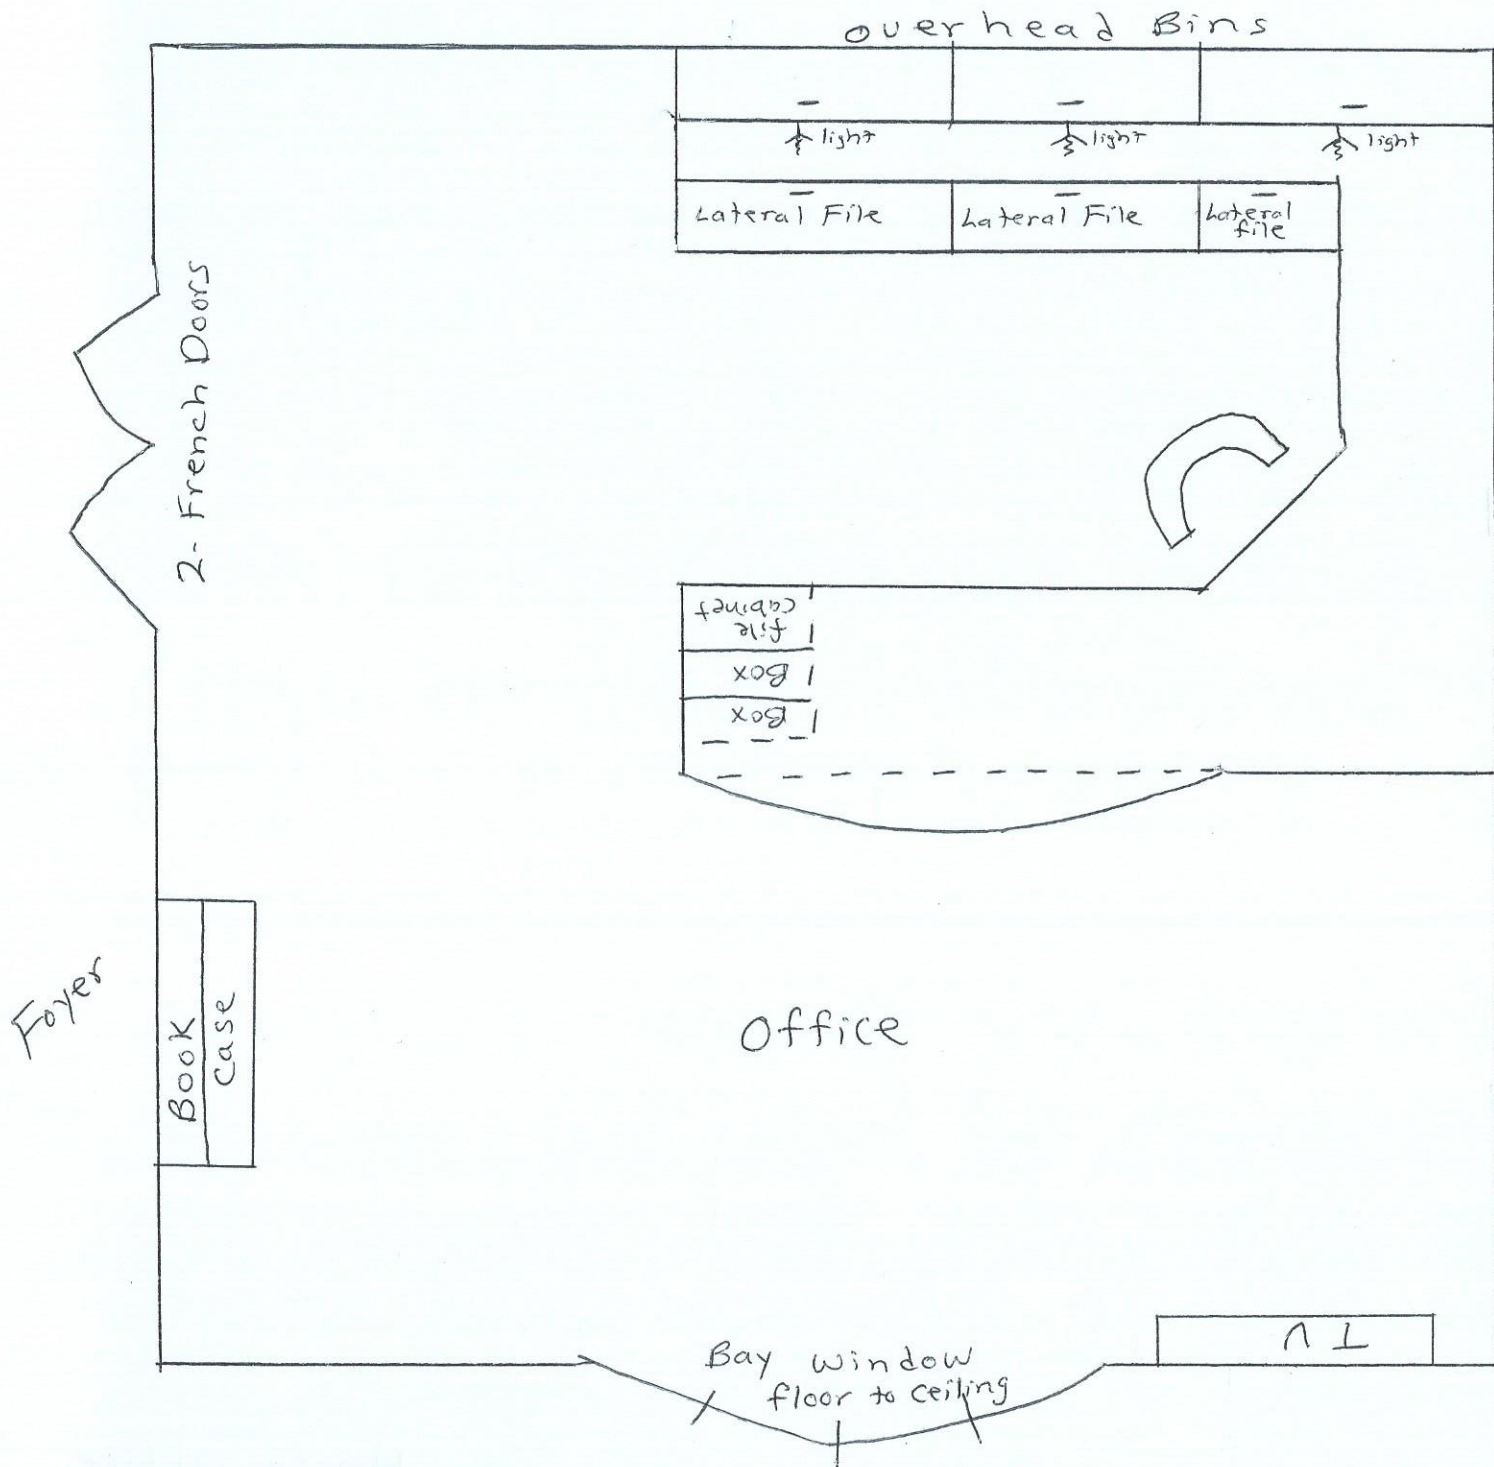 overhead Bins
light
light
light
Lateral File
Lateral File
Lateral
file
2- French Doors
file
cabinet
Box
Box
Foyer
Book
Case
Office
TV
Bay window
floor to ceiling